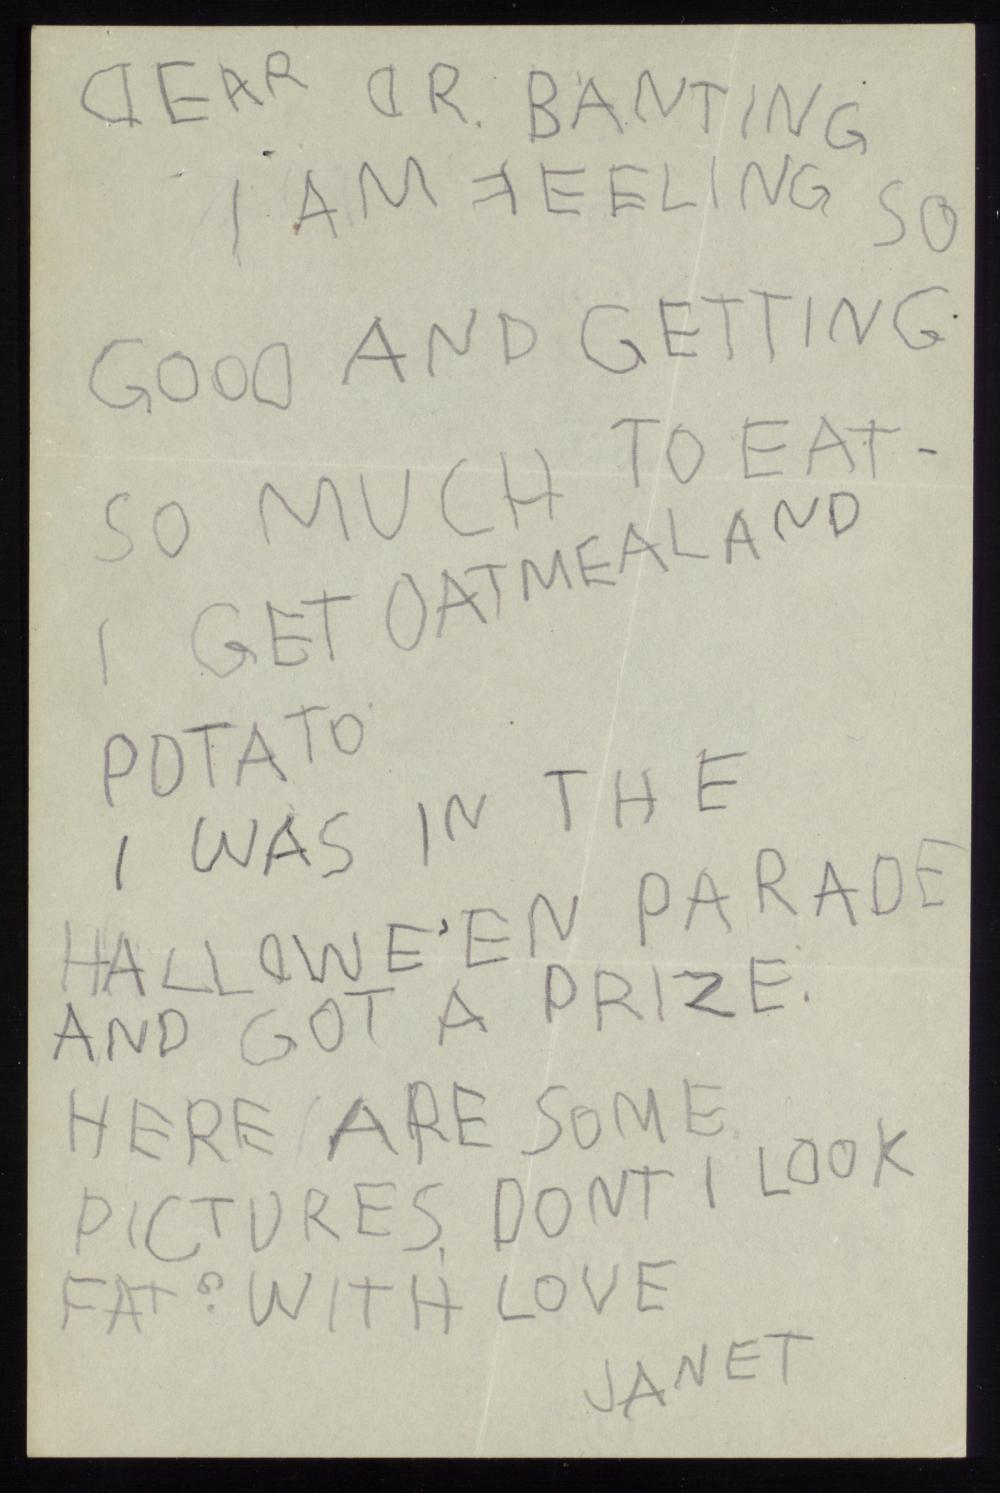 DEAR DR. BANTING
I AM FEELING SO
GOOD AND GETTING
SO MUCH TO EAT-
I GET OATMEAL AND
POTATO
I WAS IN THE
HALLOWE'EN PARADE
AND GOT A PRIZE.
HERE ARE SOME
PICTURES, DONT I LOOK
FAT? WITH LOVE
JANET